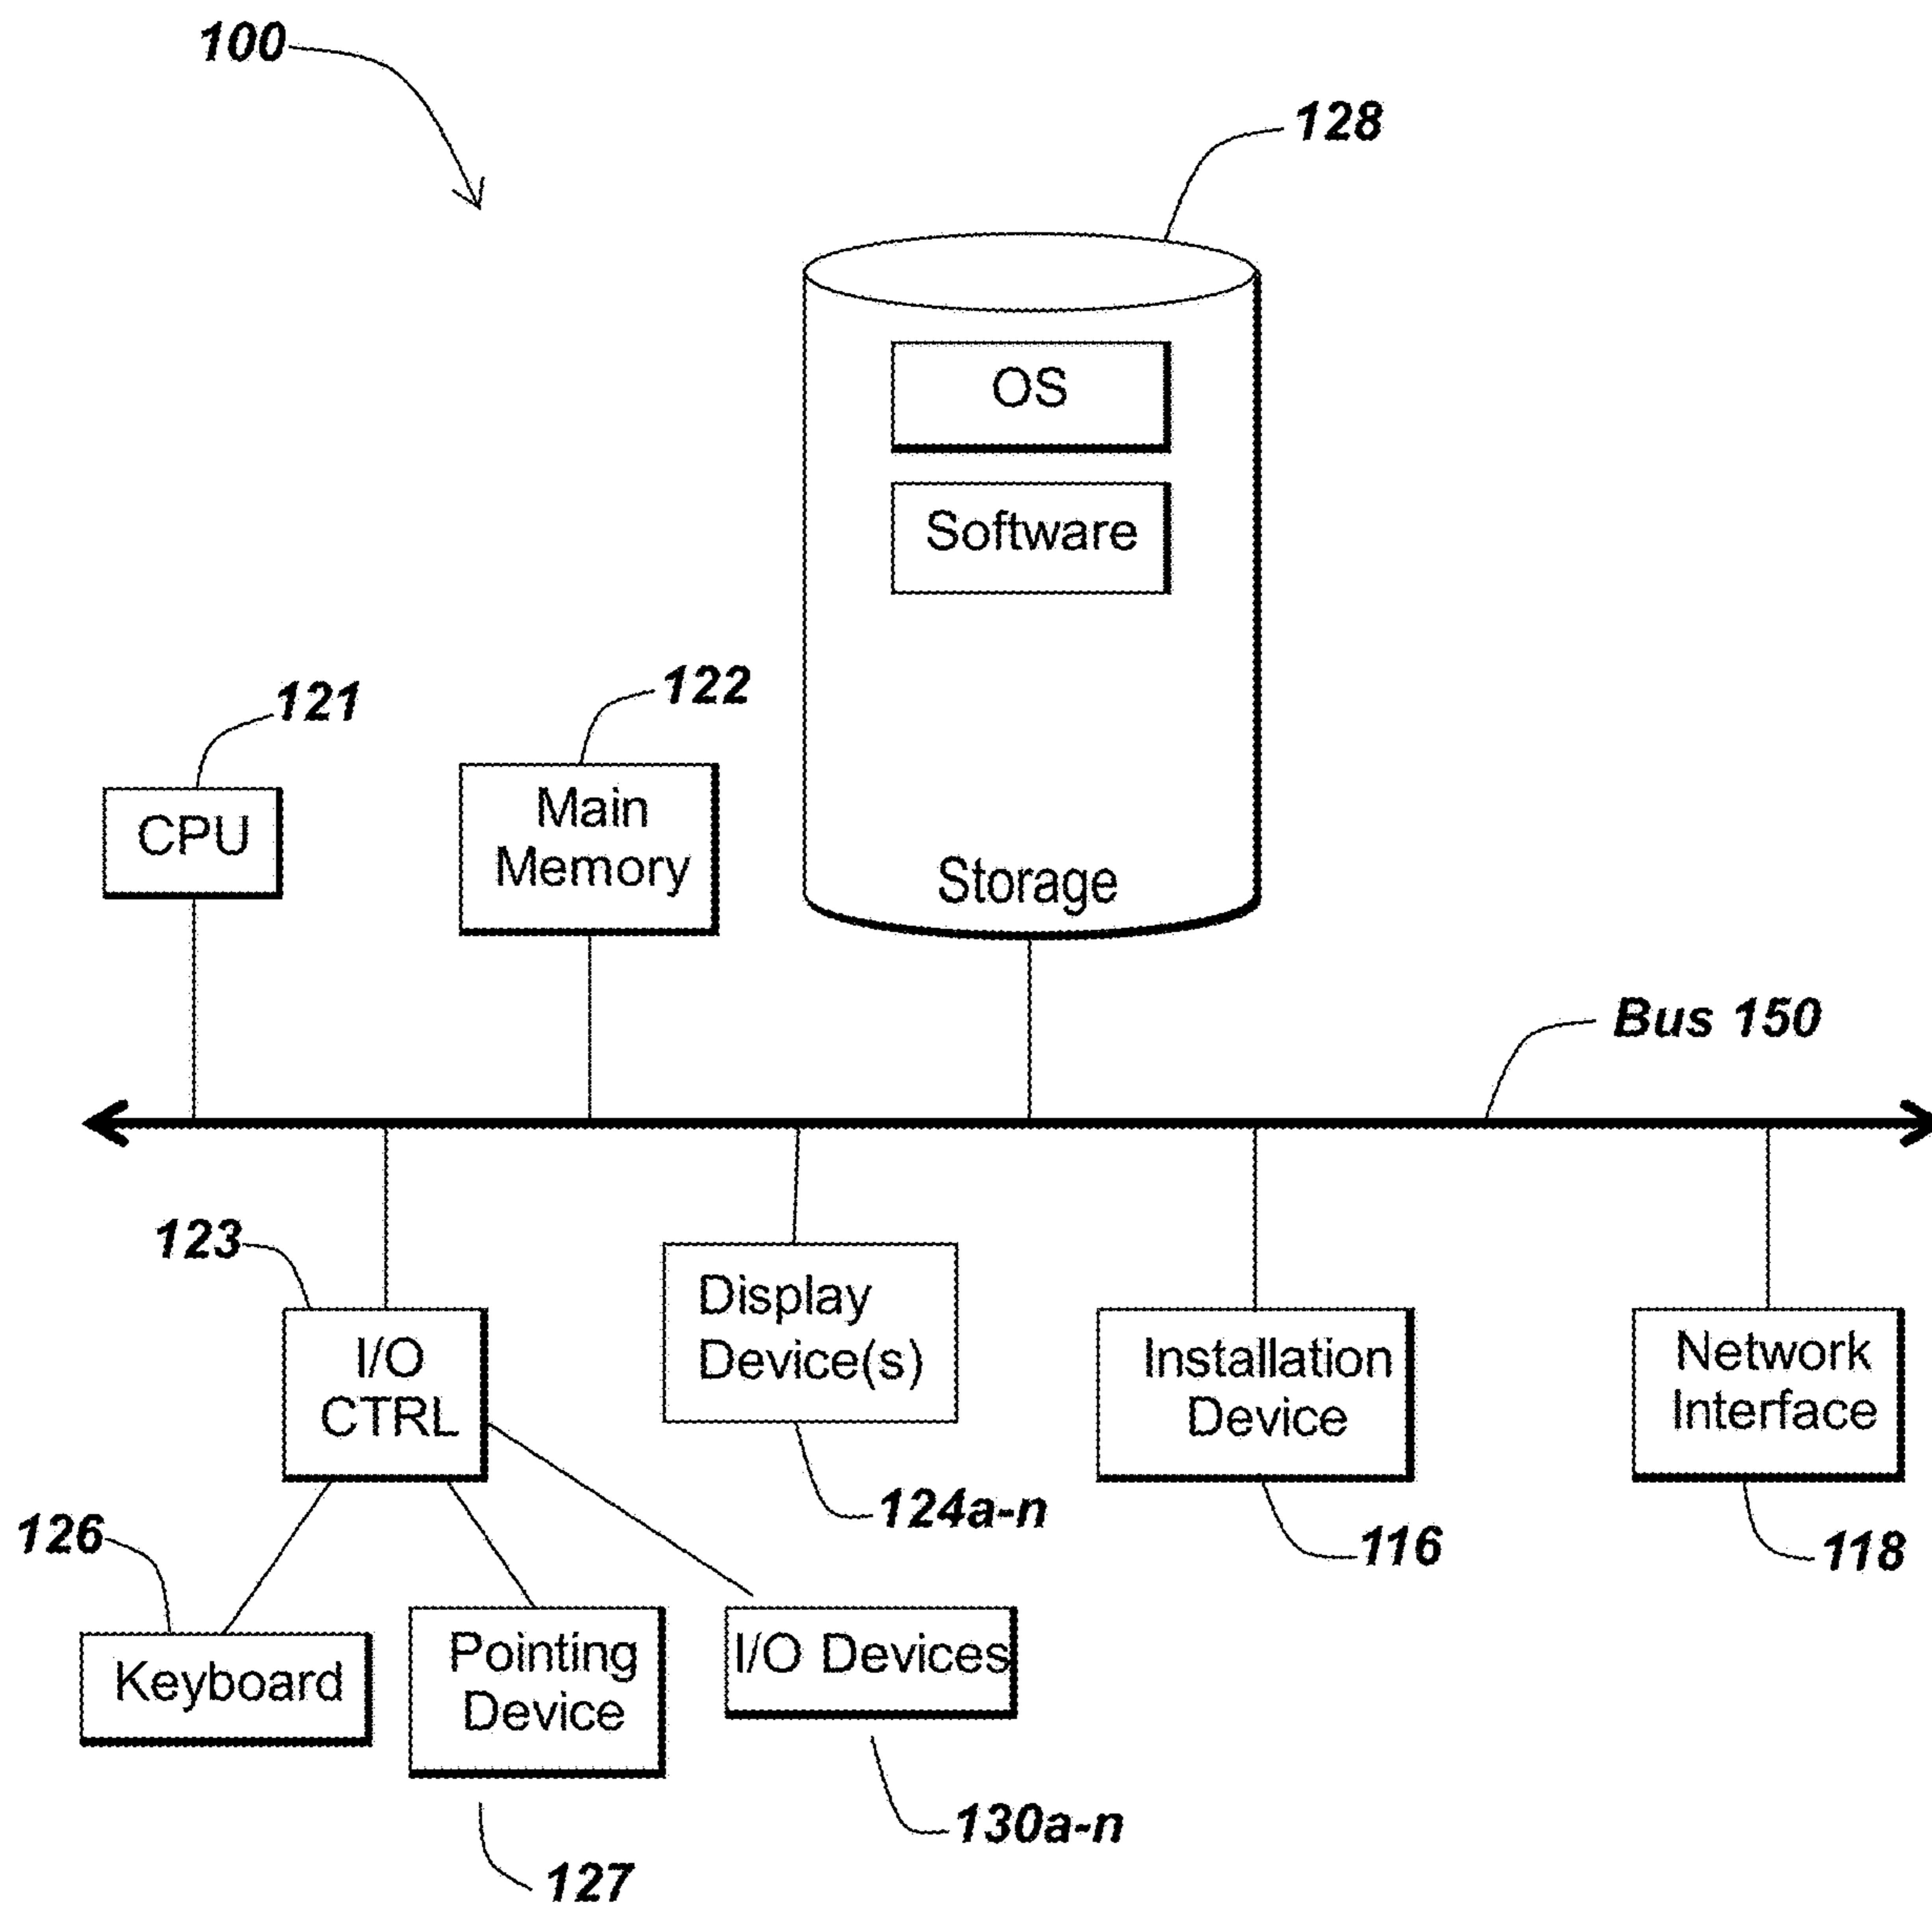 100
128
OS
Software
121
122
CPU
Main
Memory
Storage
Bus 150
123
Display
Device(s)
I/O
CTRL
Installation
Device
Network
Interface
124a-n
126
116
118
Keyboard
Pointing
Device
I/O Devices
130a-n
127